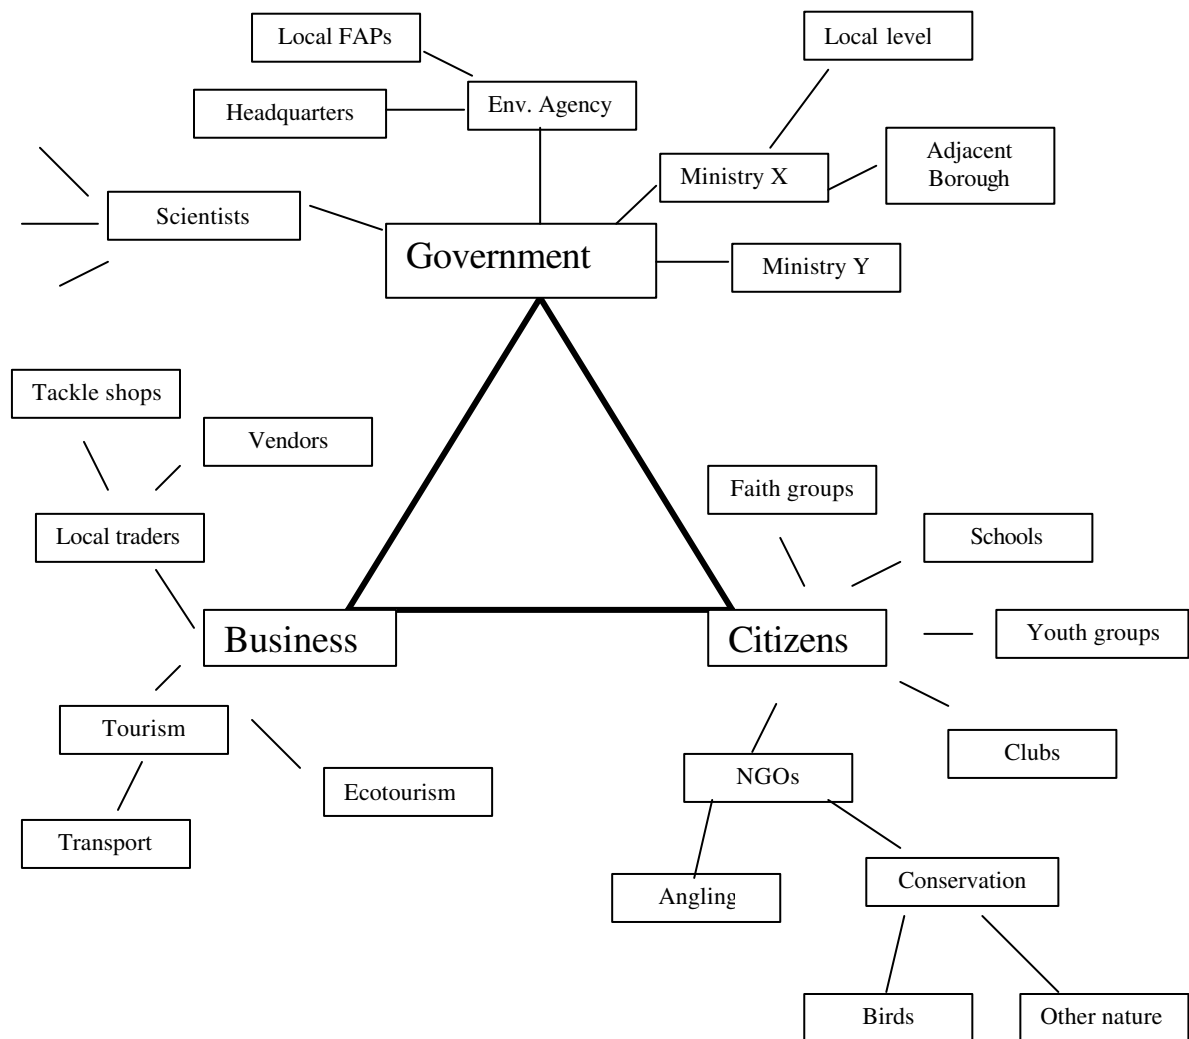 Local FAPs
Local level
Headquarters
Env. Agency
Ministry X
Adjacent
Borough
Scientists
Government
Ministry Y
Tackle shops
Vendors
Local traders
Faith groups
Schools
Business
Citizens
Youth groups
Tourism
Clubs
Ecotourism
NGOs
Transport
Angling
Conservation
Birds
Other nature